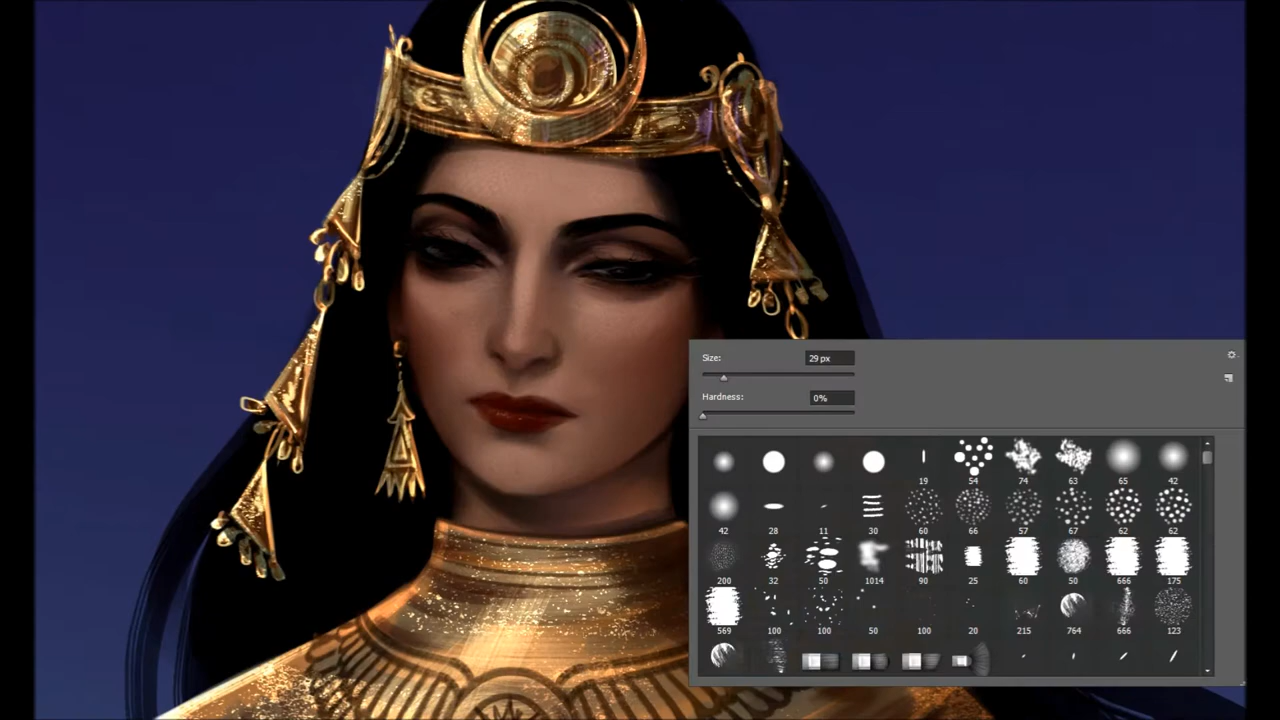 Size: 29 px
Hardness: 0%
19 54 74 63 65 42
42 28 11 30 60 66 57 67 62 62
200 32 50 1014 90 25 60 50 666 175
569 100 100 50 100 20 215 764 666 123